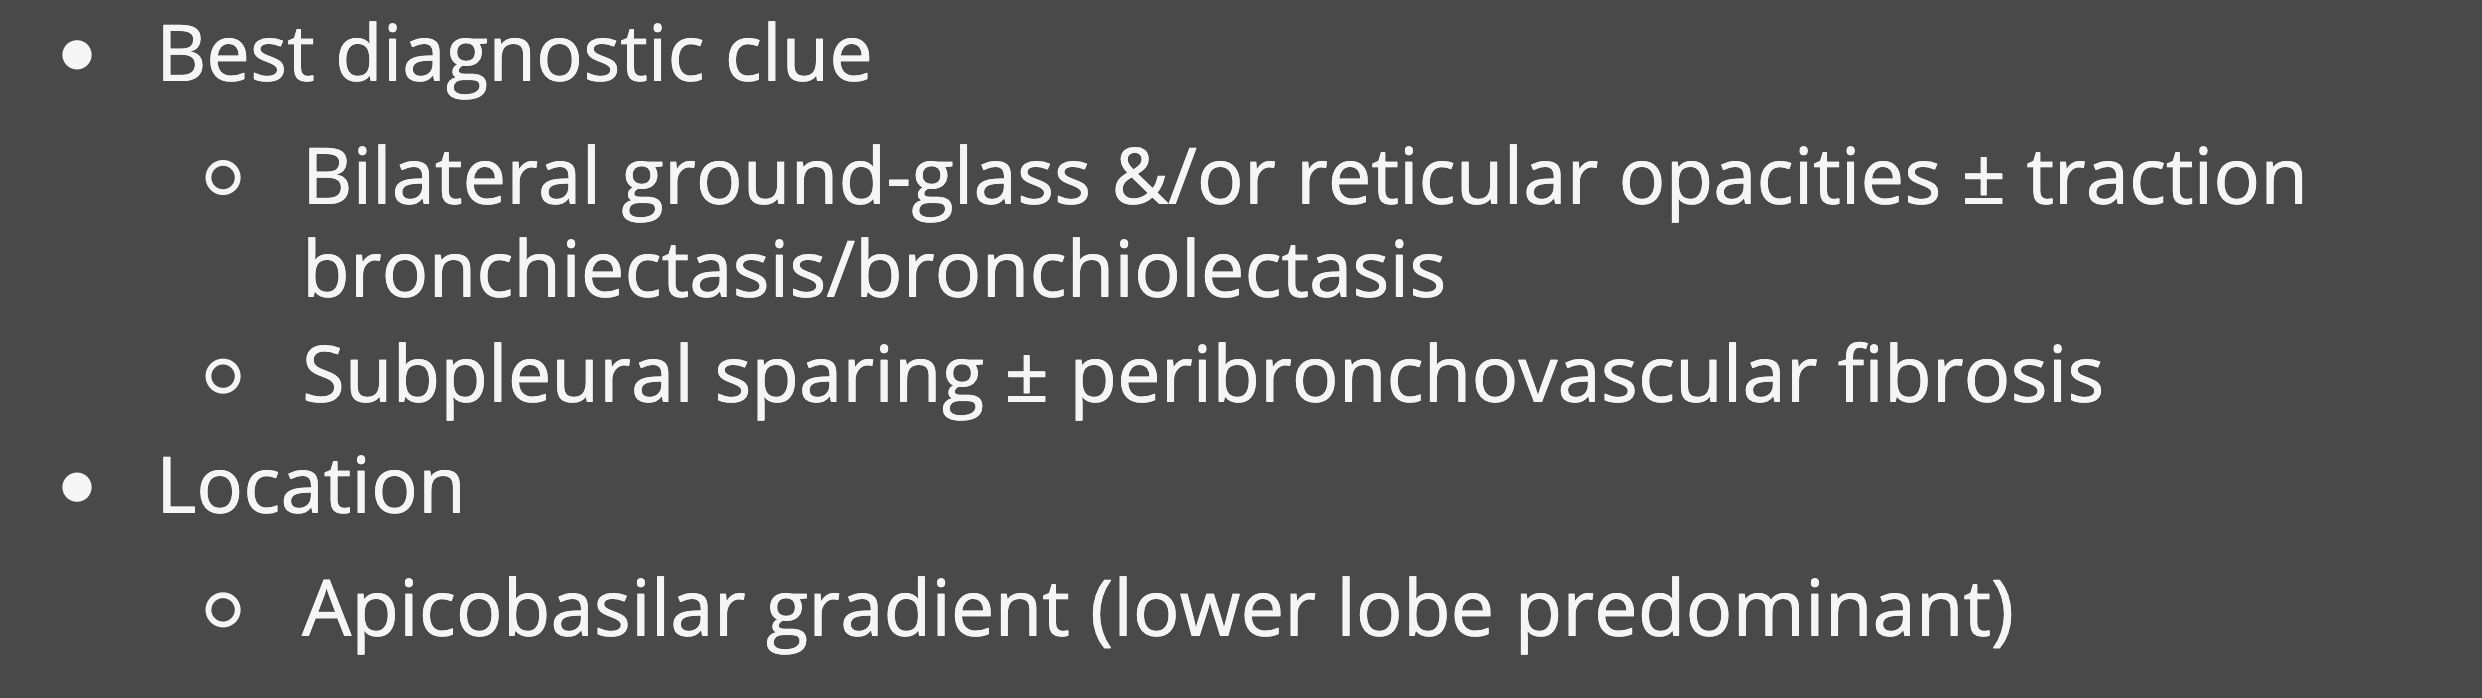 • Best diagnostic clue
○ Bilateral ground-glass &/or reticular opacities ± traction
bronchiectasis/bronchiolectasis
○ Subpleural sparing ± peribronchovascular fibrosis
• Location
○ Apicobasilar gradient (lower lobe predominant)